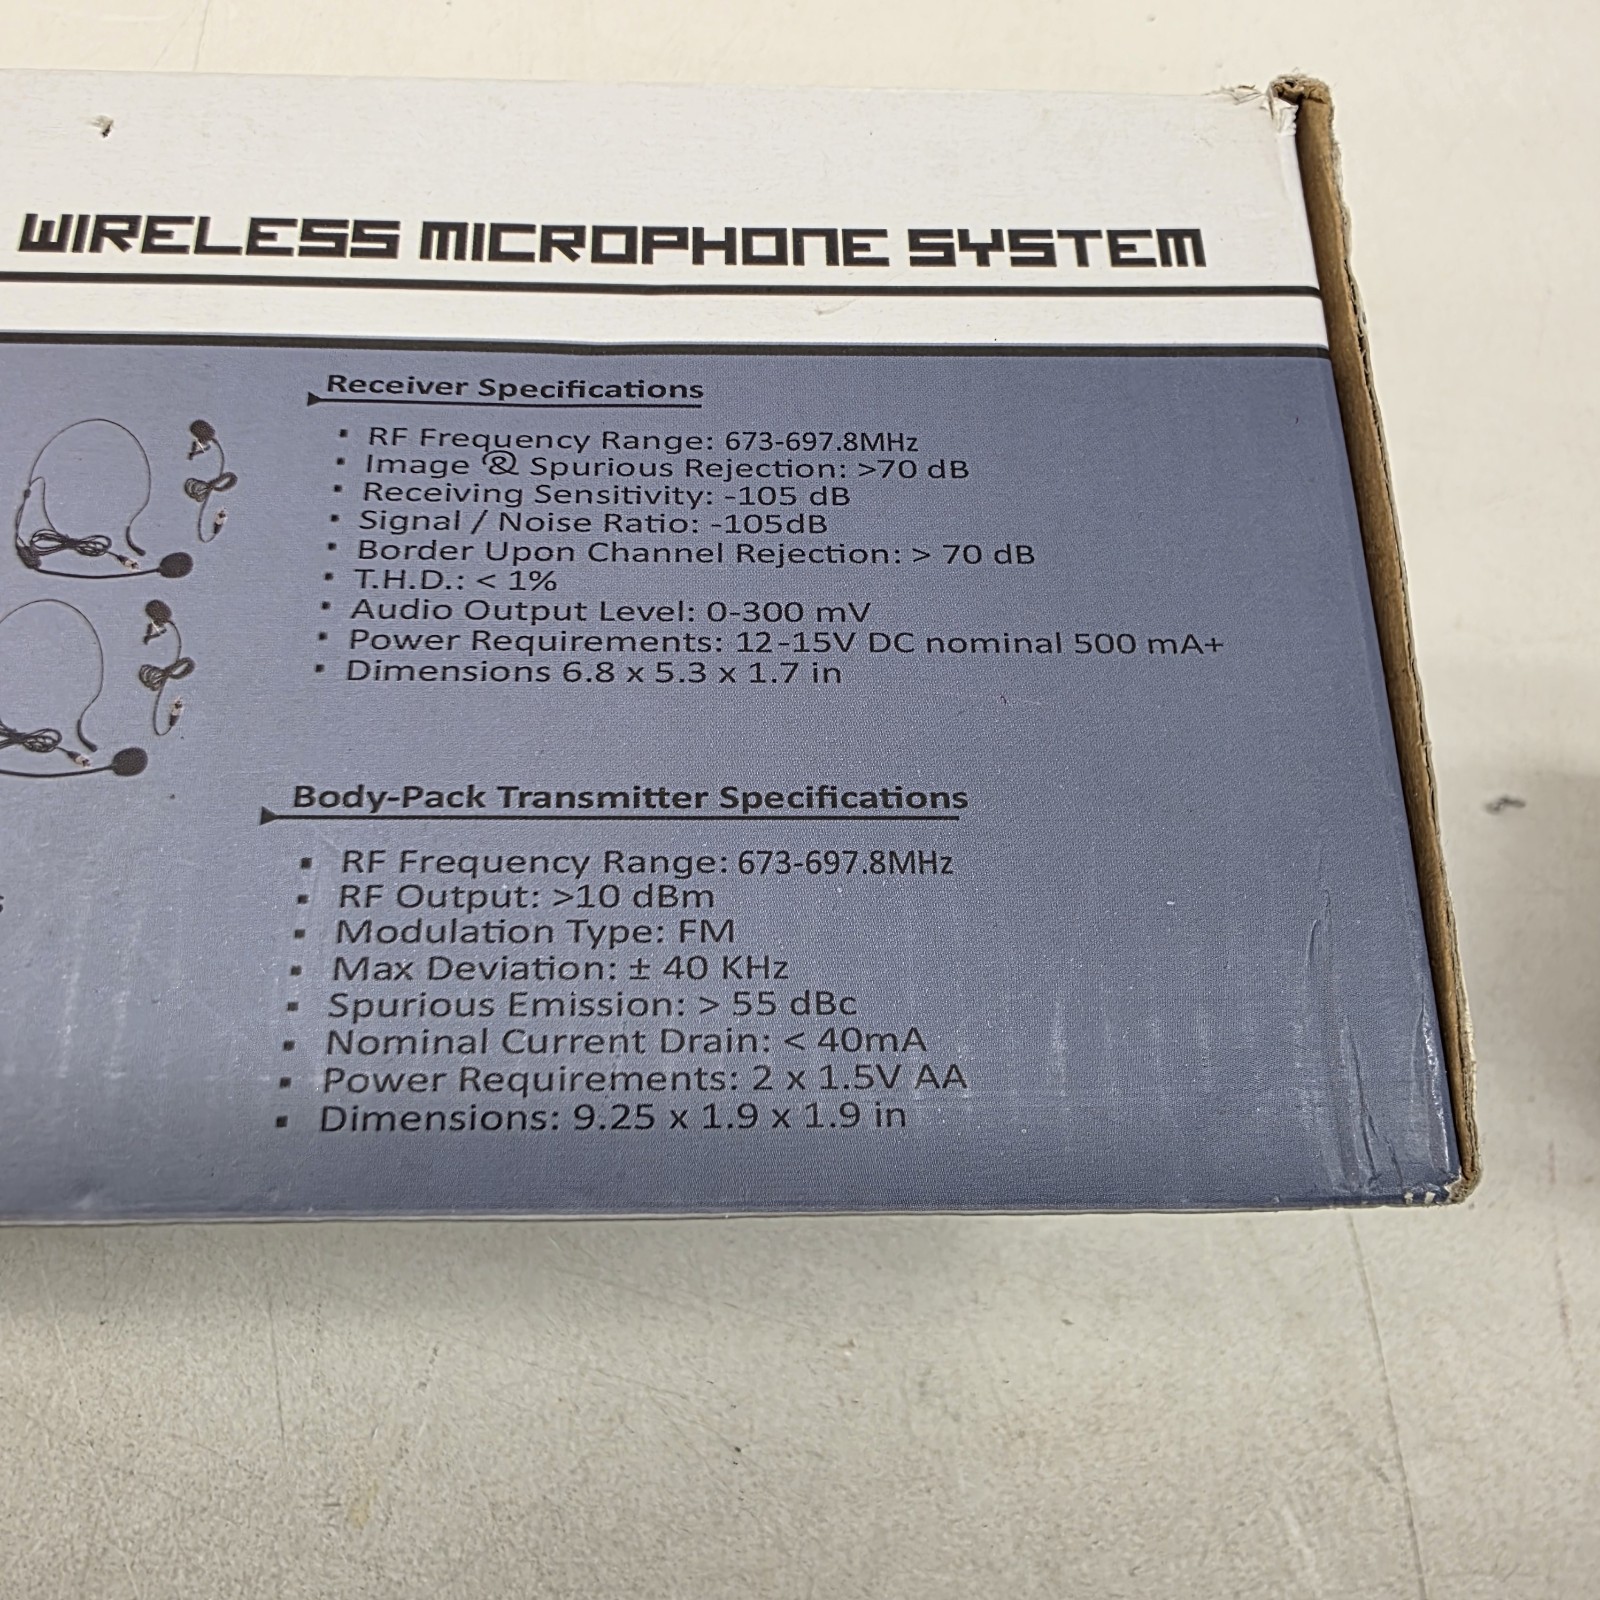 WIRELESS MICROPHONE SYSTEM
Receiver Specifications
▪ RF Frequency Range: 673-697.8MHz
▪ Image & Spurious Rejection: >70 dB
▪ Receiving Sensitivity: -105 dB
▪ Signal / Noise Ratio: -105dB
▪ Border Upon Channel Rejection: > 70 dB
▪ T.H.D.: < 1%
▪ Audio Output Level: 0-300 mV
▪ Power Requirements: 12-15V DC nominal 500 mA+
▪ Dimensions 6.8 x 5.3 x 1.7 in
Body-Pack Transmitter Specifications
▪ RF Frequency Range: 673-697.8MHz
▪ RF Output: >10 dBm
▪ Modulation Type: FM
▪ Max Deviation: ± 40 KHz
▪ Spurious Emission: > 55 dBc
▪ Nominal Current Drain: < 40mA
▪ Power Requirements: 2 x 1.5V AA
▪ Dimensions: 9.25 x 1.9 x 1.9 in